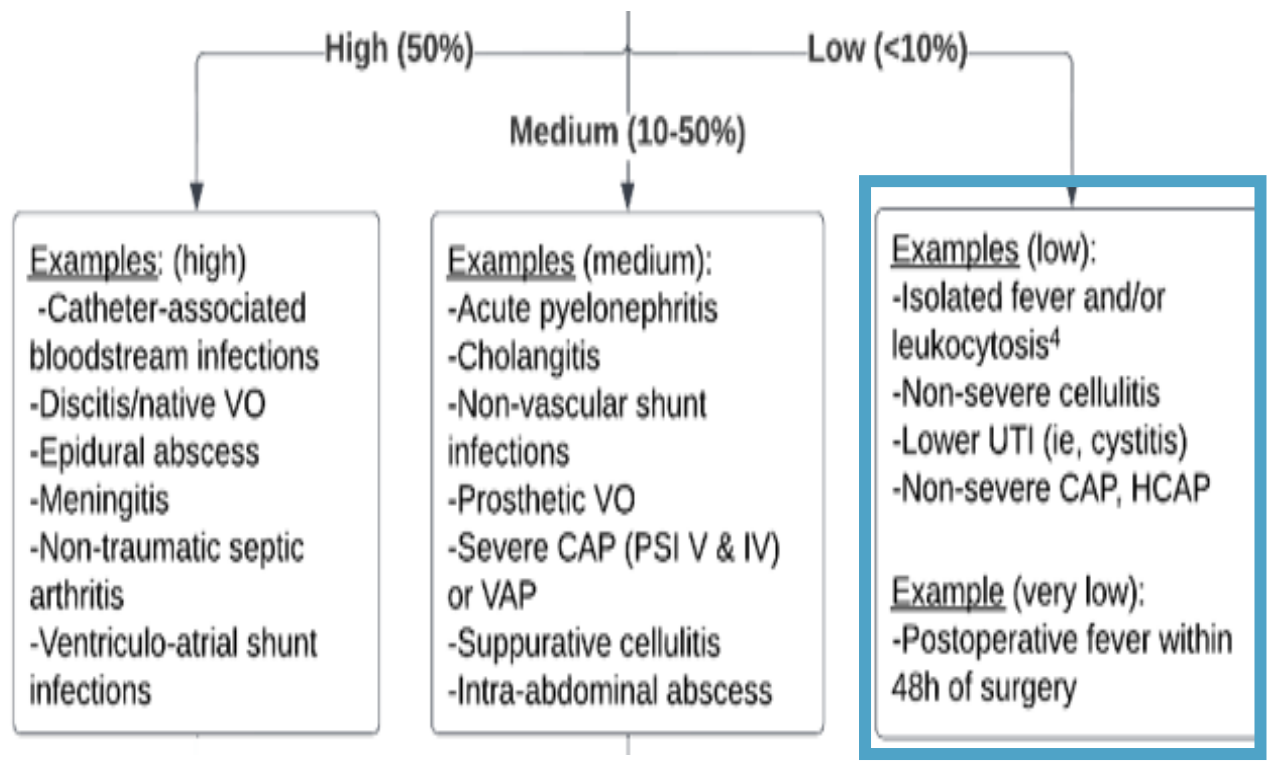 High (50%)
Low (<10%)
Medium (10-50%)
Examples: (high)
-Catheter-associated
bloodstream infections
-Discitis/native VO
-Epidural abscess
-Meningitis
-Non-traumatic septic
arthritis
-Ventriculo-atrial shunt
infections
Examples (medium):
-Acute pyelonephritis
-Cholangitis
-Non-vascular shunt
infections
-Prosthetic VO
-Severe CAP (PSI V & IV)
or VAP
-Suppurative cellulitis
-Intra-abdominal abscess
Examples (low):
-Isolated fever and/or
leukocytosis⁴
-Non-severe cellulitis
-Lower UTI (ie, cystitis)
-Non-severe CAP, HCAP
Example (very low):
-Postoperative fever within
48h of surgery